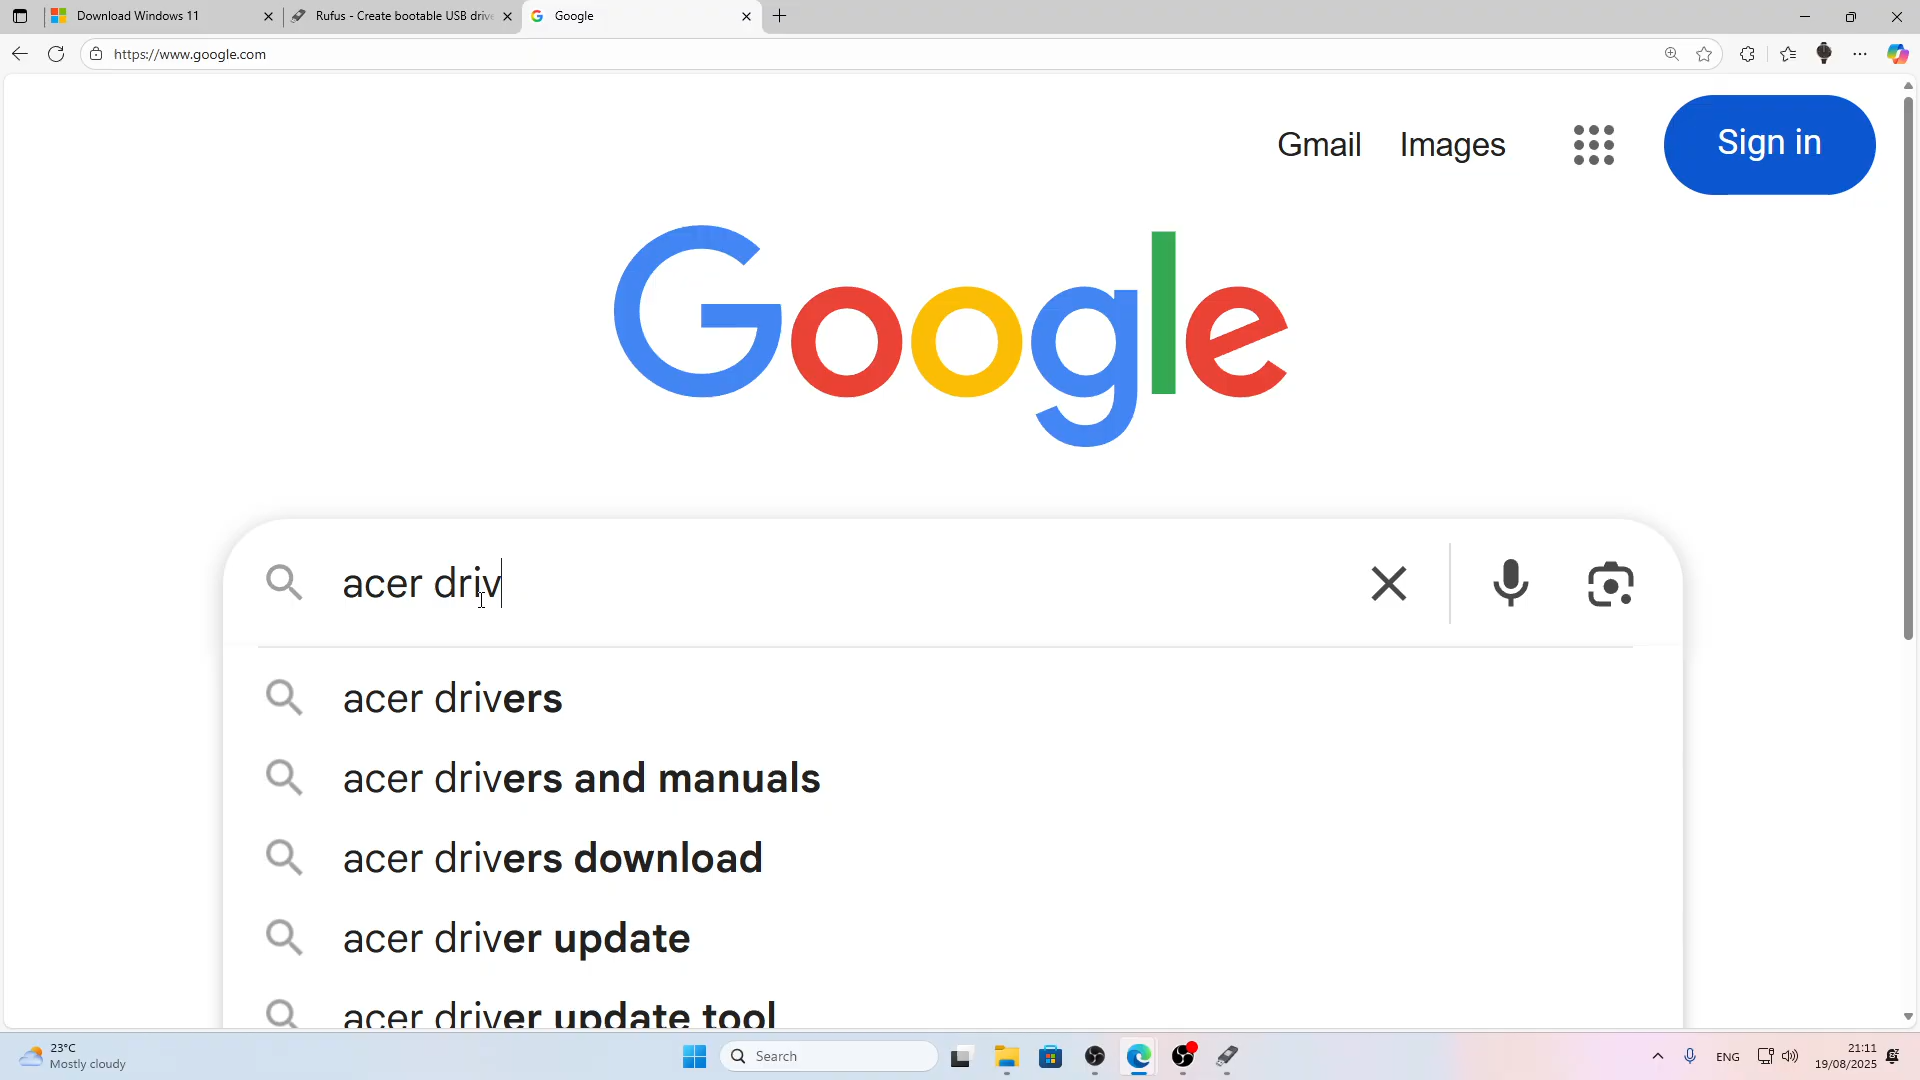 Download Windows 11
Rufus - Create bootable USB drive
Google
https://www.google.com
Gmail Images Sign in
Google
acer driv
acer drivers
acer drivers and manuals
acer drivers download
acer driver update
acer driver update tool
23°C
Mostly cloudy
Search
ENG
21:11
19/08/2025